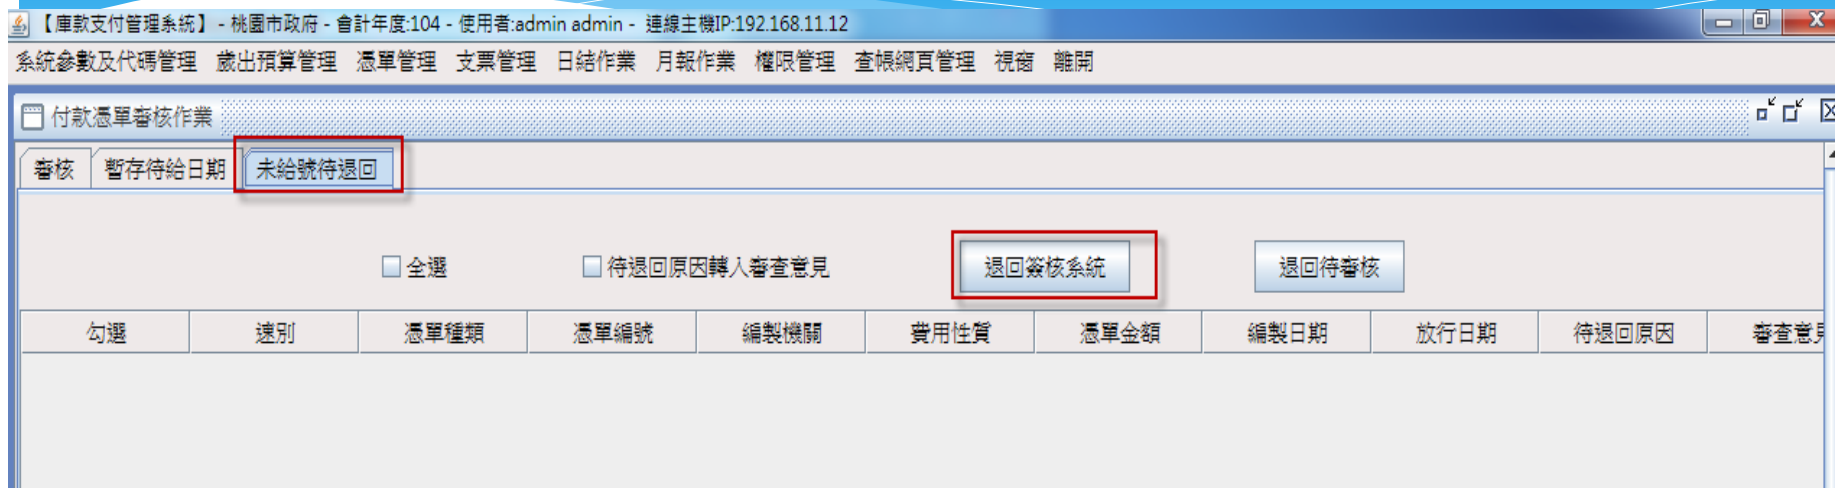 【庫款支付管理系統】 - 桃園市政府 - 會計年度:104 - 使用者:admin admin - 連線主機IP:192.168.11.12
系統參數及代碼管理 歲出預算管理 憑單管理 支票管理 日結作業 月報作業 權限管理 查帳網頁管理 視窗 離開
付款憑單審核作業
審核 暫存待給日期 未給號待退回
全選 待退回原因轉入審查意見 退回簽核系統 退回待審核
勾選 速別 憑單種類 憑單編號 編製機關 費用性質 憑單金額 編製日期 放行日期 待退回原因 審查意見